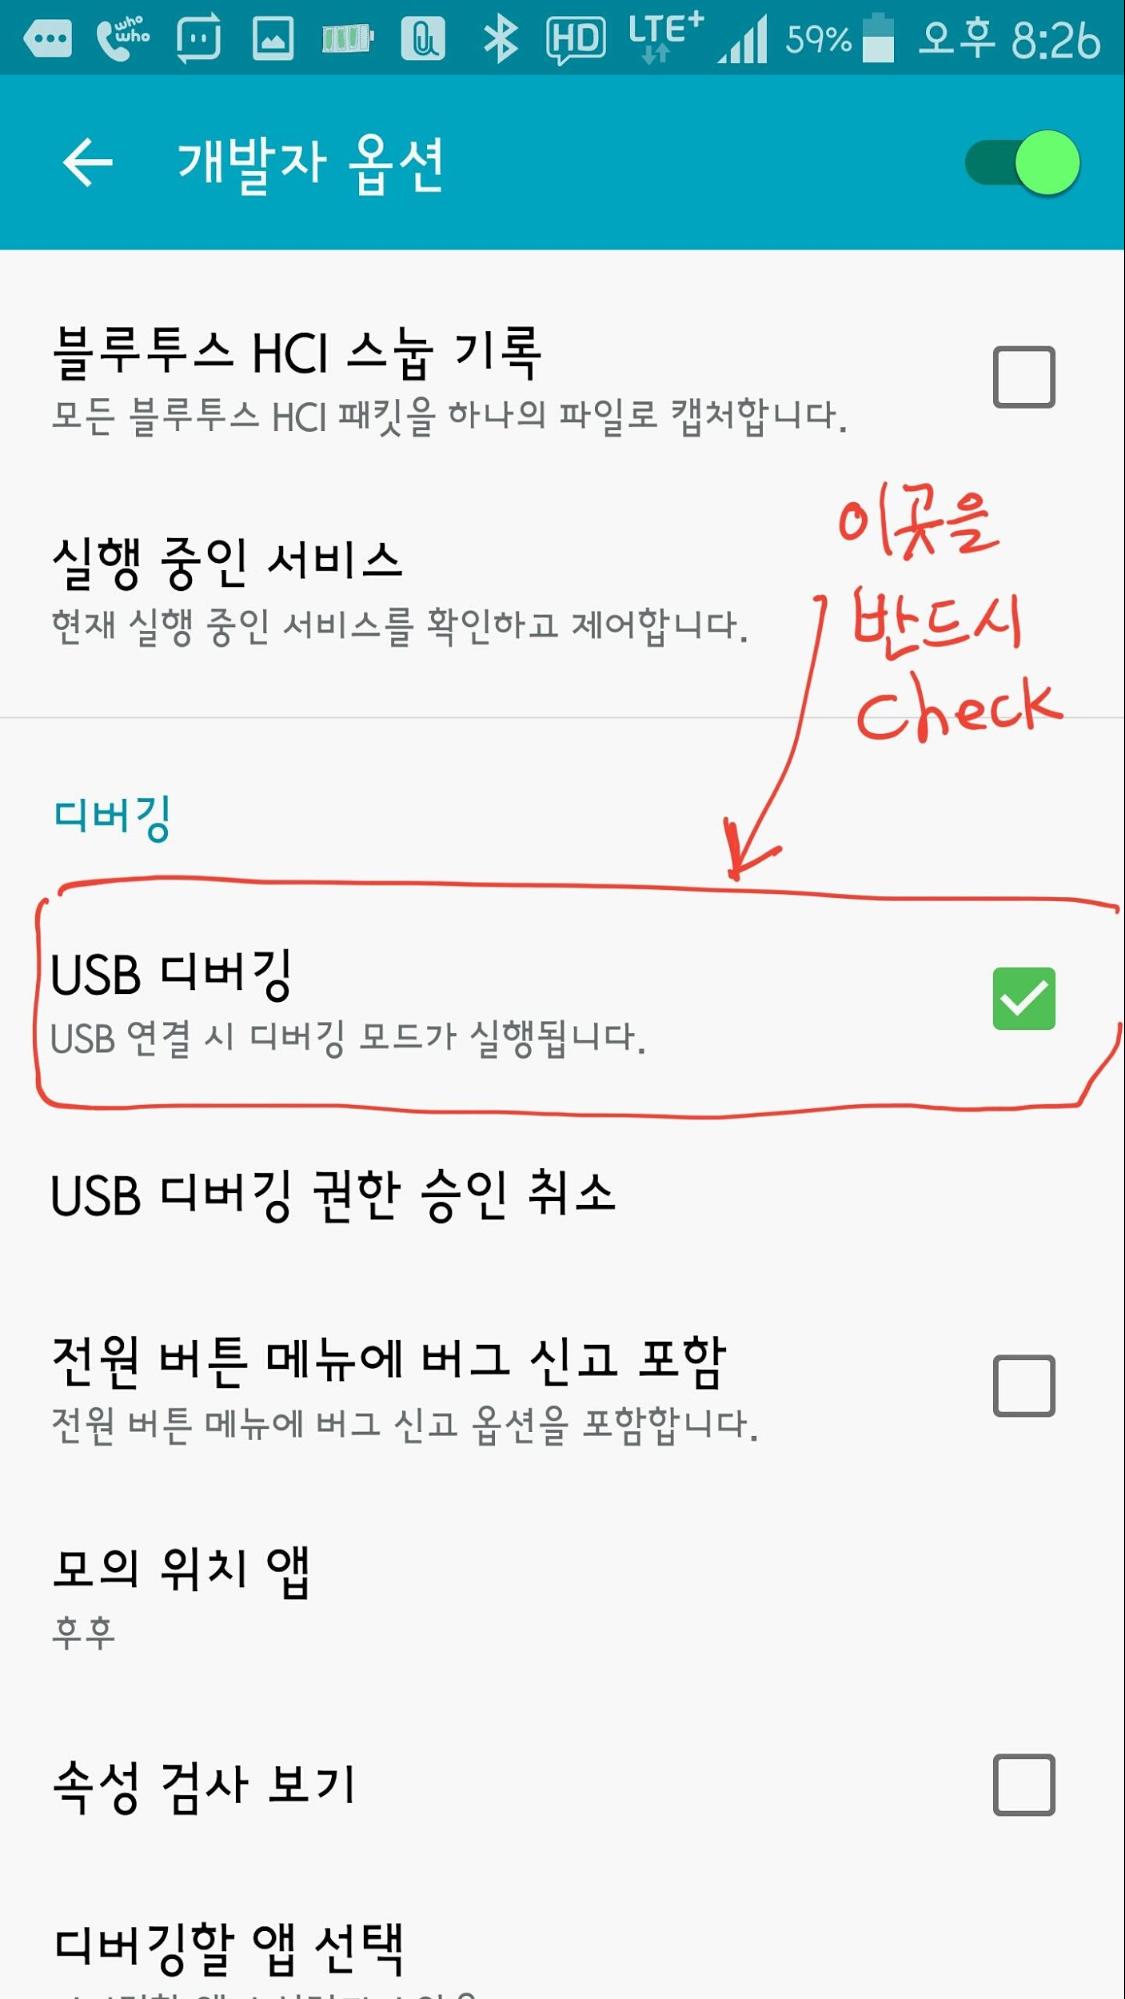 who
who
HD
LTE+
59%
오후 8:26
개발자 옵션
블루투스 HCI 스눕 기록
모든 블루투스 HCI 패킷을 하나의 파일로 캡처합니다.
이곳을
반드시
check
실행 중인 서비스
현재 실행 중인 서비스를 확인하고 제어합니다.
디버깅
USB 디버깅
USB 연결 시 디버깅 모드가 실행됩니다.
USB 디버깅 권한 승인 취소
전원 버튼 메뉴에 버그 신고 포함
전원 버튼 메뉴에 버그 신고 옵션을 포함합니다.
모의 위치 앱
후후
속성 검사 보기
디버깅할 앱 선택